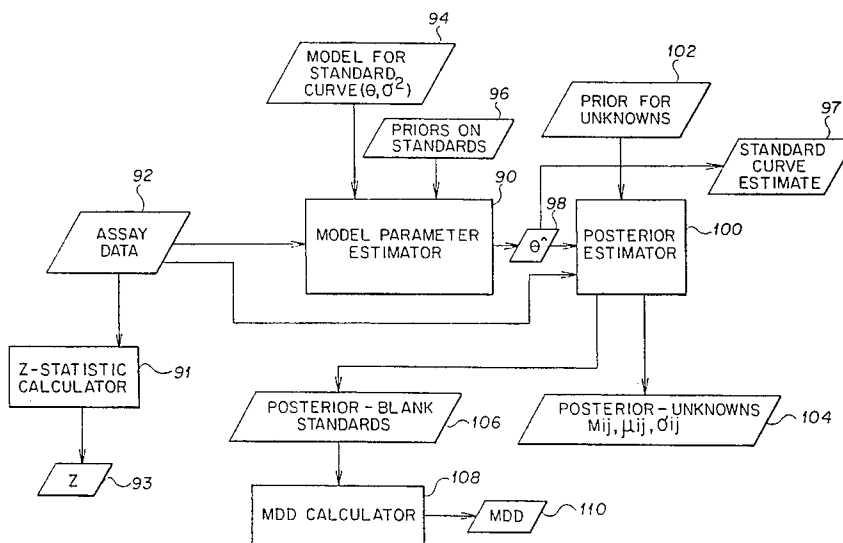 94
MODEL FOR
STANDARD
CURVE(θ,σ²)
96
PRIORS ON
STANDARDS
102
PRIOR FOR
UNKNOWNS
97
STANDARD
CURVE
ESTIMATE
92
ASSAY
DATA
90
MODEL PARAMETER
ESTIMATOR
98
θ^
100
POSTERIOR
ESTIMATOR
Z-STATISTIC
CALCULATOR
91
POSTERIOR-BLANK
STANDARDS
106
POSTERIOR-UNKNOWNS
Mij, μij, σij
104
Z
93
108
MDD CALCULATOR
MDD
110